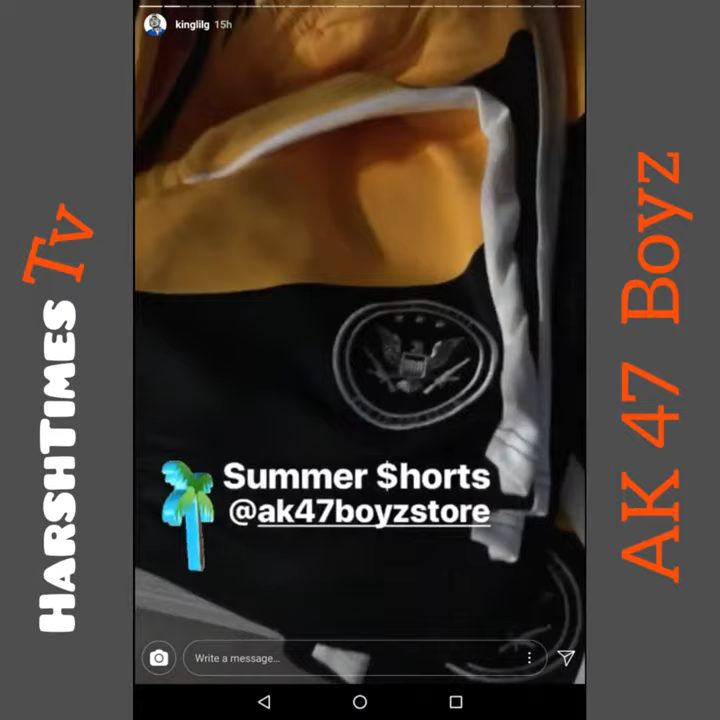 kinglilg 15h
HARSHTIMES Tv
AK 47 Boyz
Summer $horts
@ak47boyzstore
Write a message...